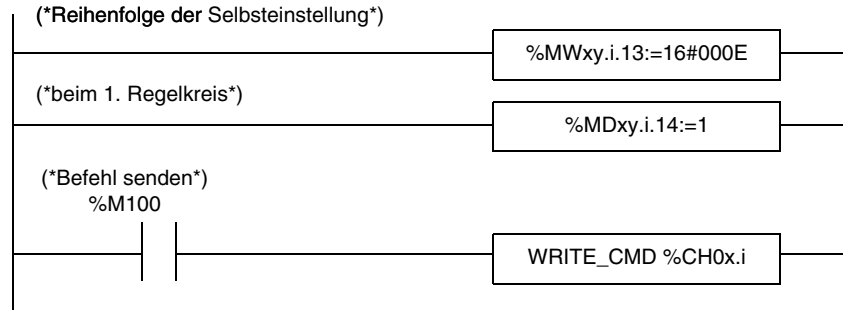 (*Reihenfolge der Selbsteinstellung*)
%MWxy.i.13:=16#000E
(*beim 1. Regelkreis*)
%MDxy.i.14:=1
(*Befehl senden*)
%M100
WRITE_CMD %CH0x.i